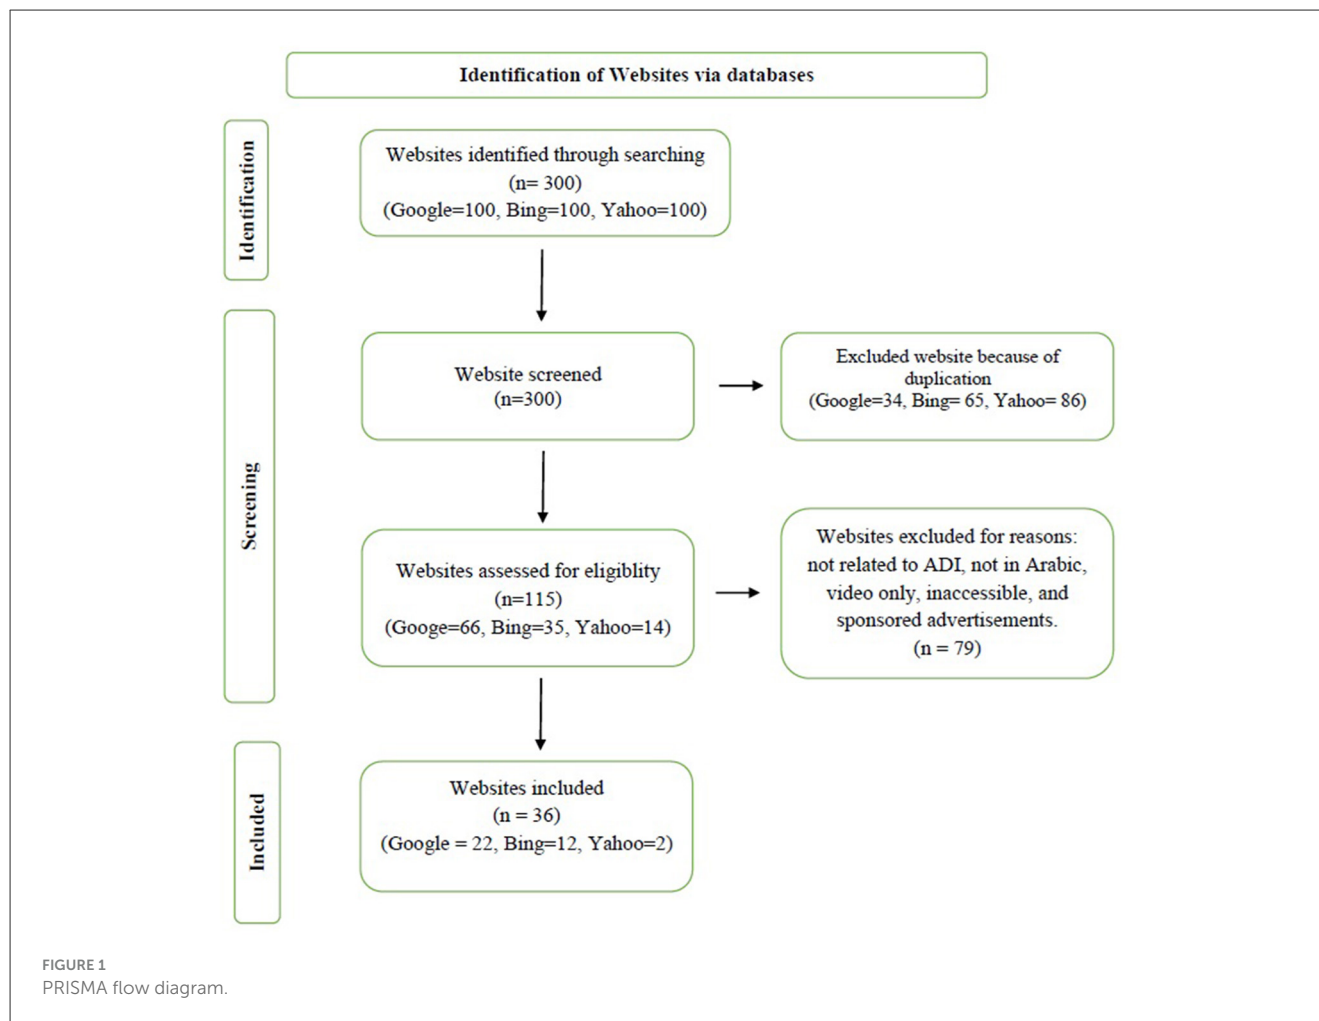 Identification of Websites via databases
Identification
Websites identified through searching
(n= 300)
(Google=100, Bing=100, Yahoo=100)
Screening
Website screened
(n=300)
Excluded website because of
duplication
(Google=34, Bing= 65, Yahoo= 86)
Websites assessed for eligiblity
(n=115)
(Googe=66, Bing=35, Yahoo=14)
Websites excluded for reasons:
not related to ADI, not in Arabic,
video only, inaccessible, and
sponsored advertisements.
(n = 79)
Included
Websites included
(n = 36)
(Google = 22, Bing=12, Yahoo=2)
FIGURE 1
PRISMA flow diagram.